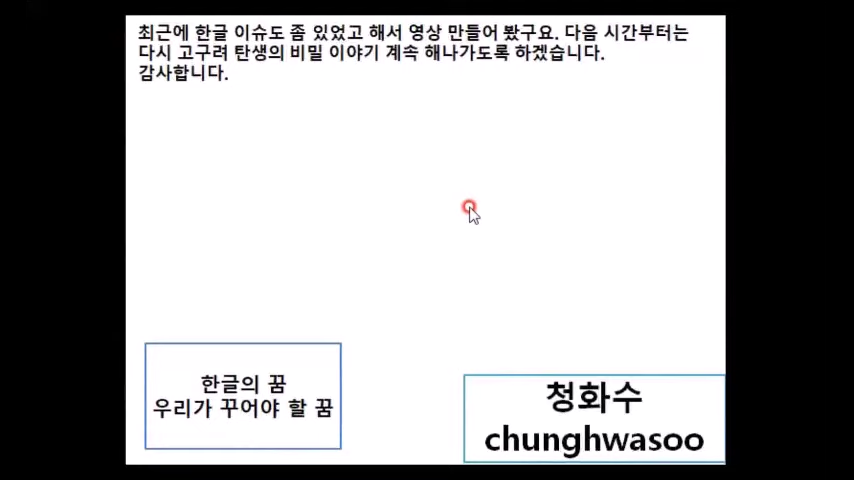 최근에 한글 이슈도 좀 있었고 해서 영상 만들어 봤구요. 다음 시간부터는
다시 고구려 탄생의 비밀 이야기 계속 해나가도록 하겠습니다.
감사합니다.
한글의 꿈
우리가 꾸어야 할 꿈
청화수
chunghwasoo